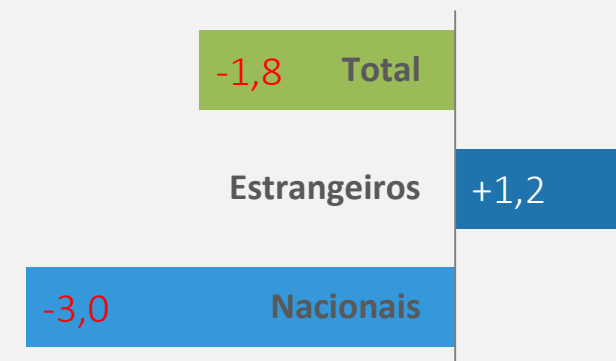 -1,8 Total
Estrangeiros +1,2
-3,0 Nacionais